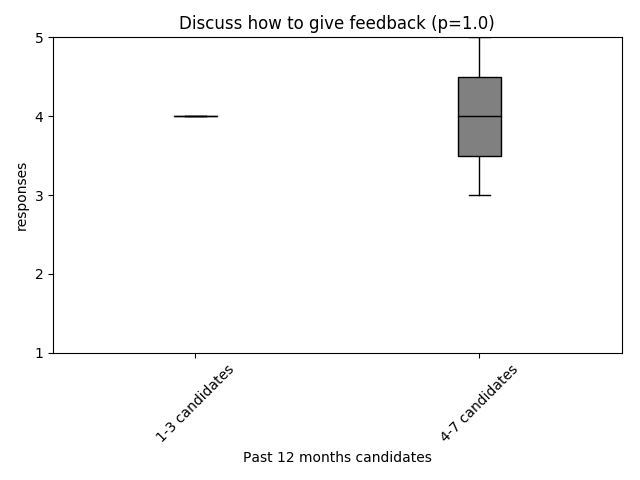 Discuss how to give feedback (p=1.0)
5
4
3
2
1
responses
1-3 candidates
4-7 candidates
Past 12 months candidates